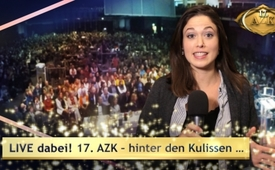 LIVE dabei! 17. AZK – hinter den Kulissen ...